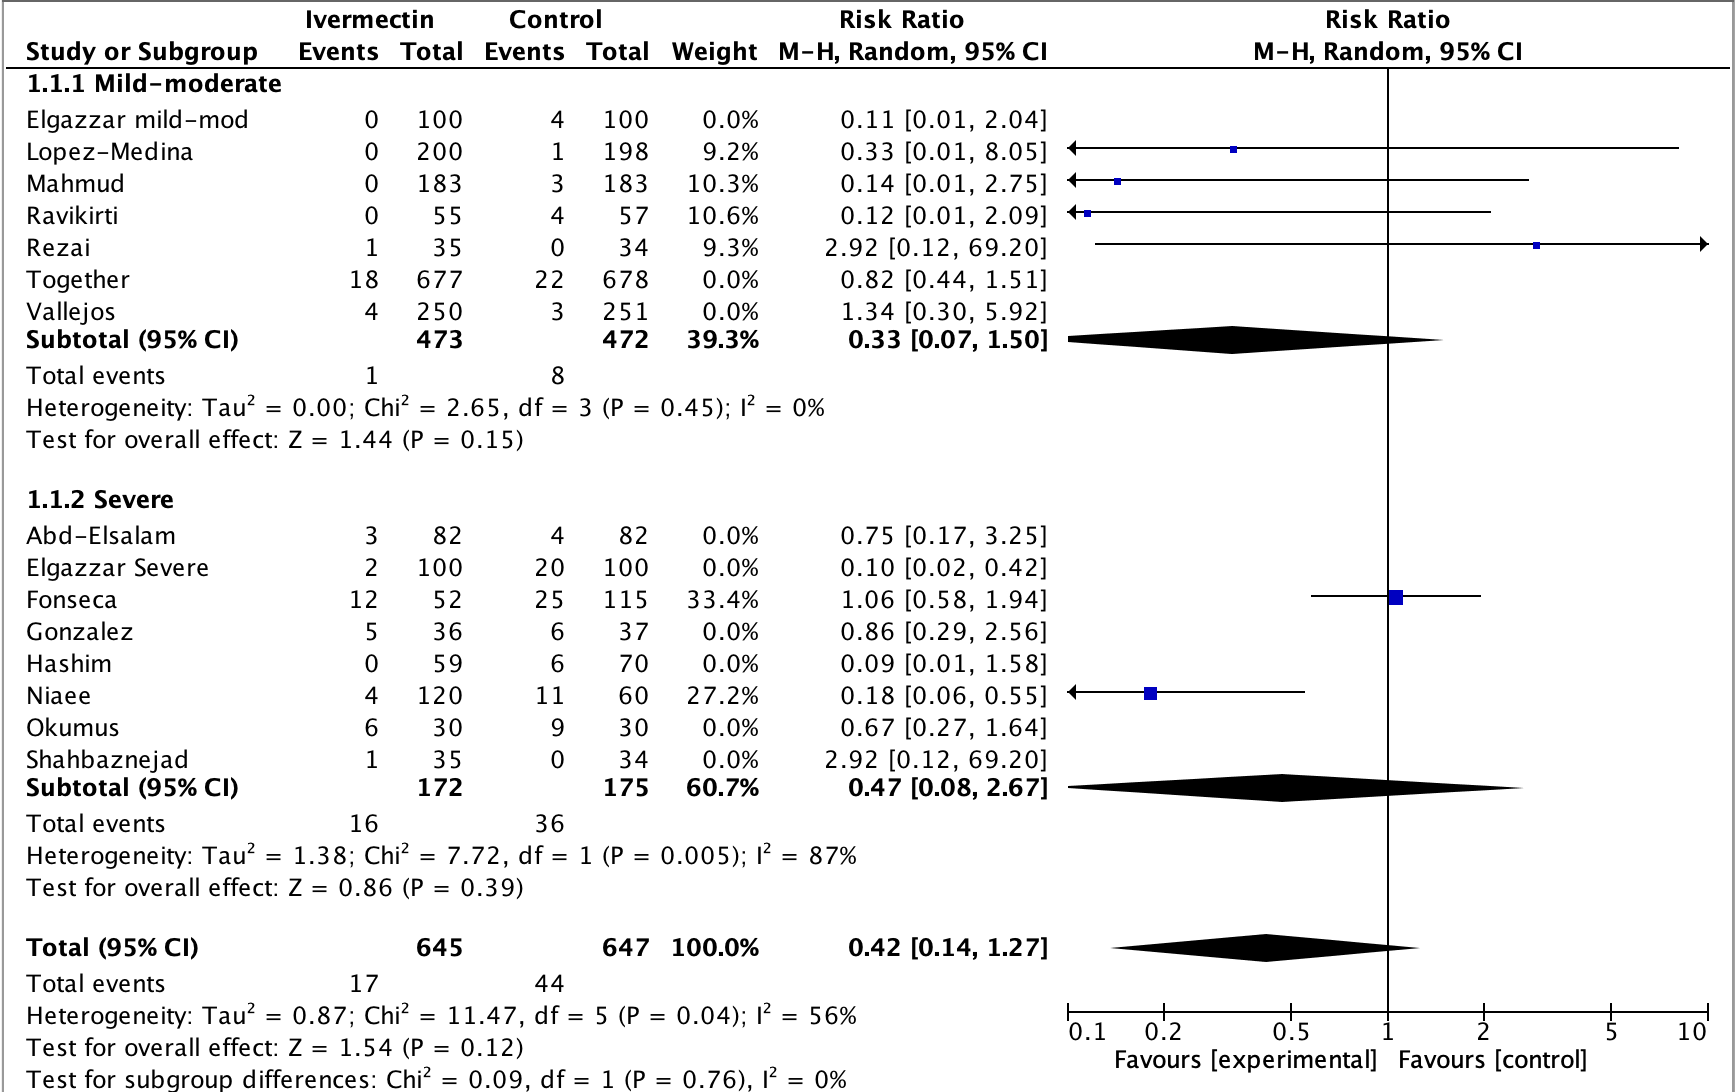 Ivermectin Control Risk Ratio Risk Ratio
Study or Subgroup Events Total Events Total Weight M-H, Random, 95% CI M-H, Random, 95% CI
1.1.1 Mild-moderate
Elgazzar mild-mod 0 100 4 100 0.0% 0.11 [0.01, 2.04]
Lopez-Medina 0 200 1 198 9.2% 0.33 [0.01, 8.05]
Mahmud 0 183 3 183 10.3% 0.14 [0.01, 2.75]
Ravikirti 0 55 4 57 10.6% 0.12 [0.01, 2.09]
Rezai 1 35 0 34 9.3% 2.92 [0.12, 69.20]
Together 18 677 22 678 0.0% 0.82 [0.44, 1.51]
Vallejos 4 250 3 251 0.0% 1.34 [0.30, 5.92]
Subtotal (95% CI) 473 472 39.3% 0.33 [0.07, 1.50]
Total events 1 8
Heterogeneity: Tau² = 0.00; Chi² = 2.65, df = 3 (P = 0.45); I² = 0%
Test for overall effect: Z = 1.44 (P = 0.15)
1.1.2 Severe
Abd-Elsalam 3 82 4 82 0.0% 0.75 [0.17, 3.25]
Elgazzar Severe 2 100 20 100 0.0% 0.10 [0.02, 0.42]
Fonseca 12 52 25 115 33.4% 1.06 [0.58, 1.94]
Gonzalez 5 36 6 37 0.0% 0.86 [0.29, 2.56]
Hashim 0 59 6 70 0.0% 0.09 [0.01, 1.58]
Niaee 4 120 11 60 27.2% 0.18 [0.06, 0.55]
Okumus 6 30 9 30 0.0% 0.67 [0.27, 1.64]
Shahbaznejad 1 35 0 34 0.0% 2.92 [0.12, 69.20]
Subtotal (95% CI) 172 175 60.7% 0.47 [0.08, 2.67]
Total events 16 36
Heterogeneity: Tau² = 1.38; Chi² = 7.72, df = 1 (P = 0.005); I² = 87%
Test for overall effect: Z = 0.86 (P = 0.39)
Total (95% CI) 645 647 100.0% 0.42 [0.14, 1.27]
Total events 17 44
Heterogeneity: Tau² = 0.87; Chi² = 11.47, df = 5 (P = 0.04); I² = 56%
Test for overall effect: Z = 1.54 (P = 0.12)
Test for subgroup differences: Chi² = 0.09, df = 1 (P = 0.76), I² = 0%
0.1 0.2 0.5 1 2 5 10
Favours [experimental] Favours [control]